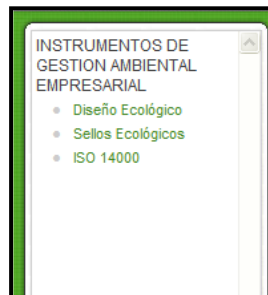 INSTRUMENTOS DE
GESTION AMBIENTAL
EMPRESARIAL
Diseño Ecológico
Sellos Ecológicos
ISO 14000